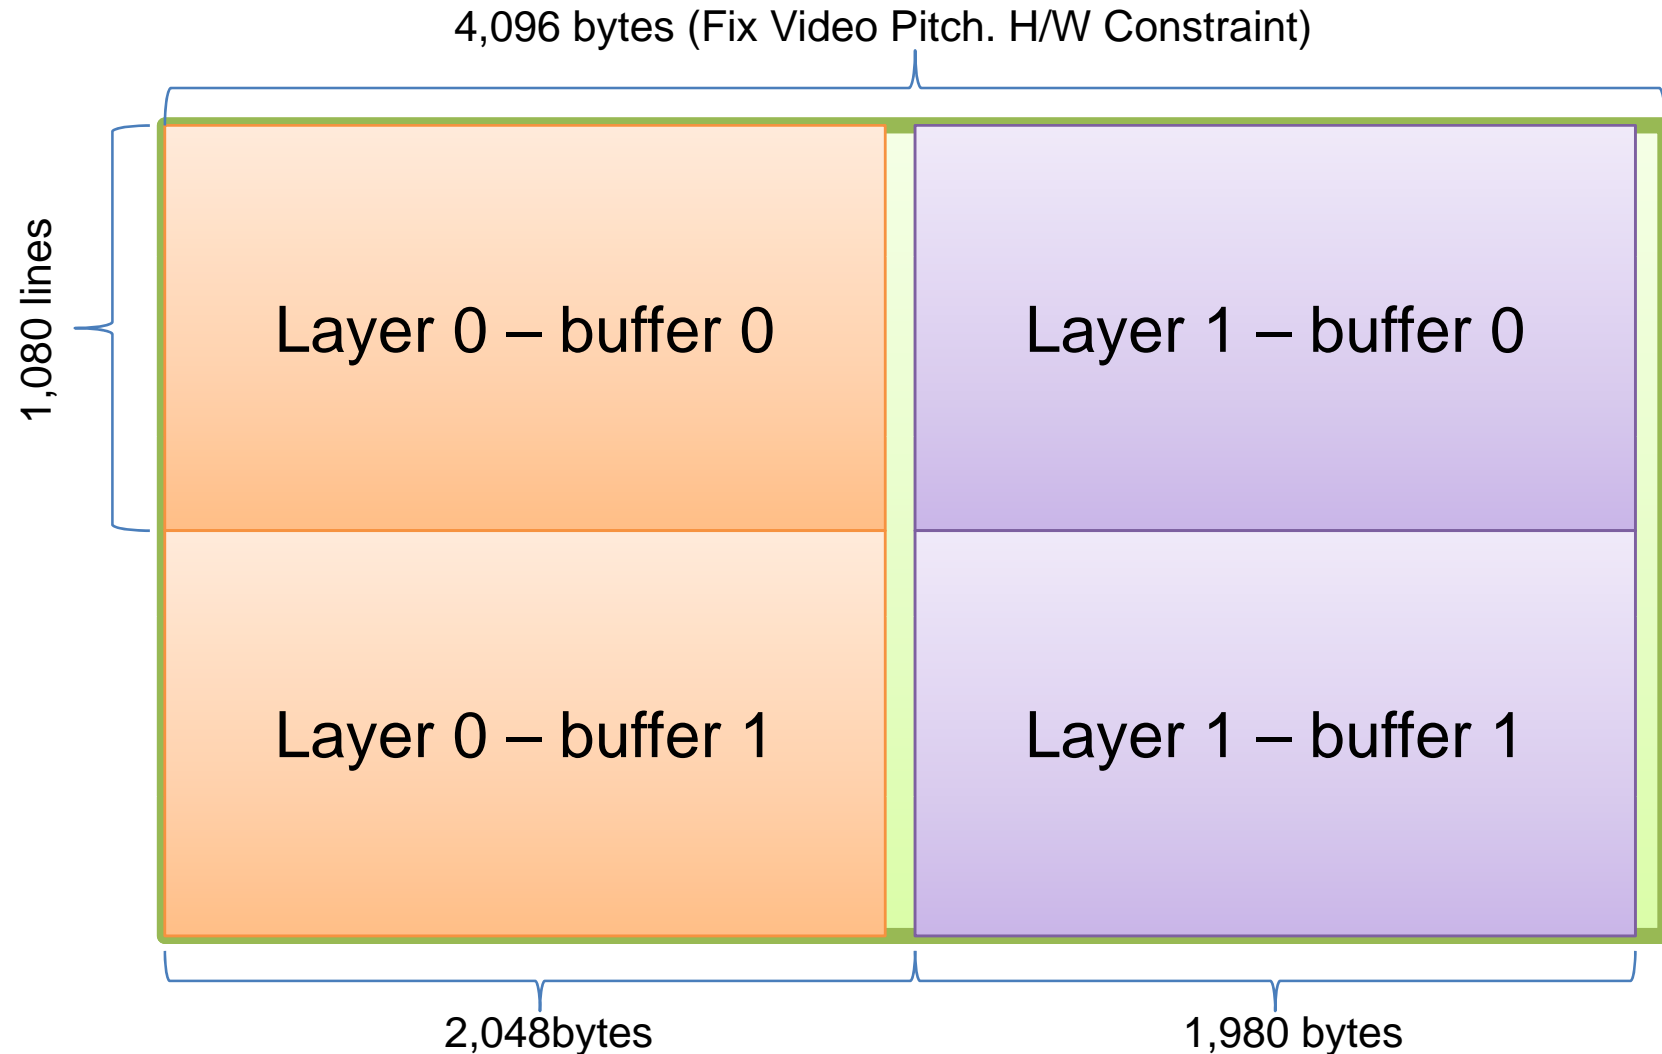 4,096 bytes (Fix Video Pitch. H/W Constraint)
1,080 lines
Layer 0 – buffer 0
Layer 1 – buffer 0
Layer 0 – buffer 1
Layer 1 – buffer 1
2,048bytes
1,980 bytes